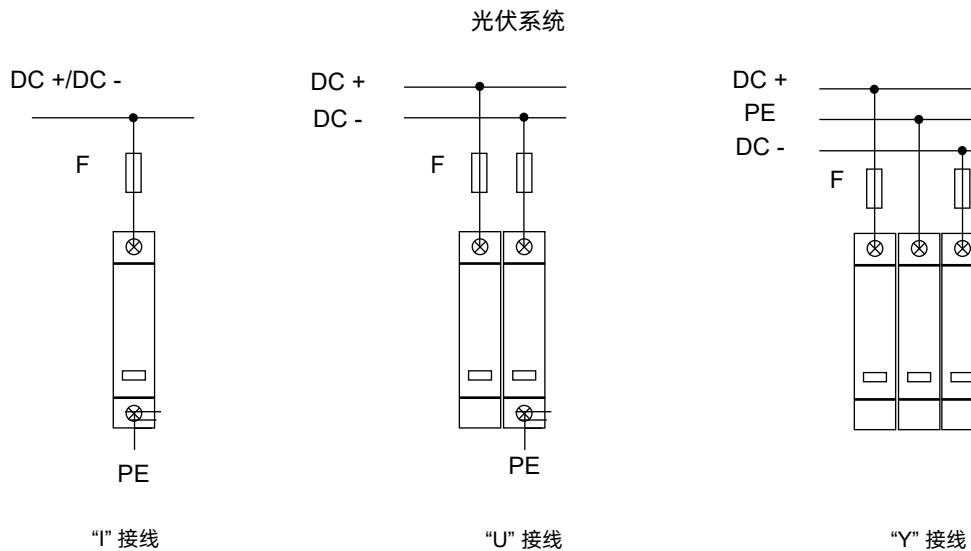 光伏系统
DC +/DC -
F
PE
“I” 接线
DC +
DC -
F
PE
“U” 接线
DC +
PE
DC -
F
“Y” 接线